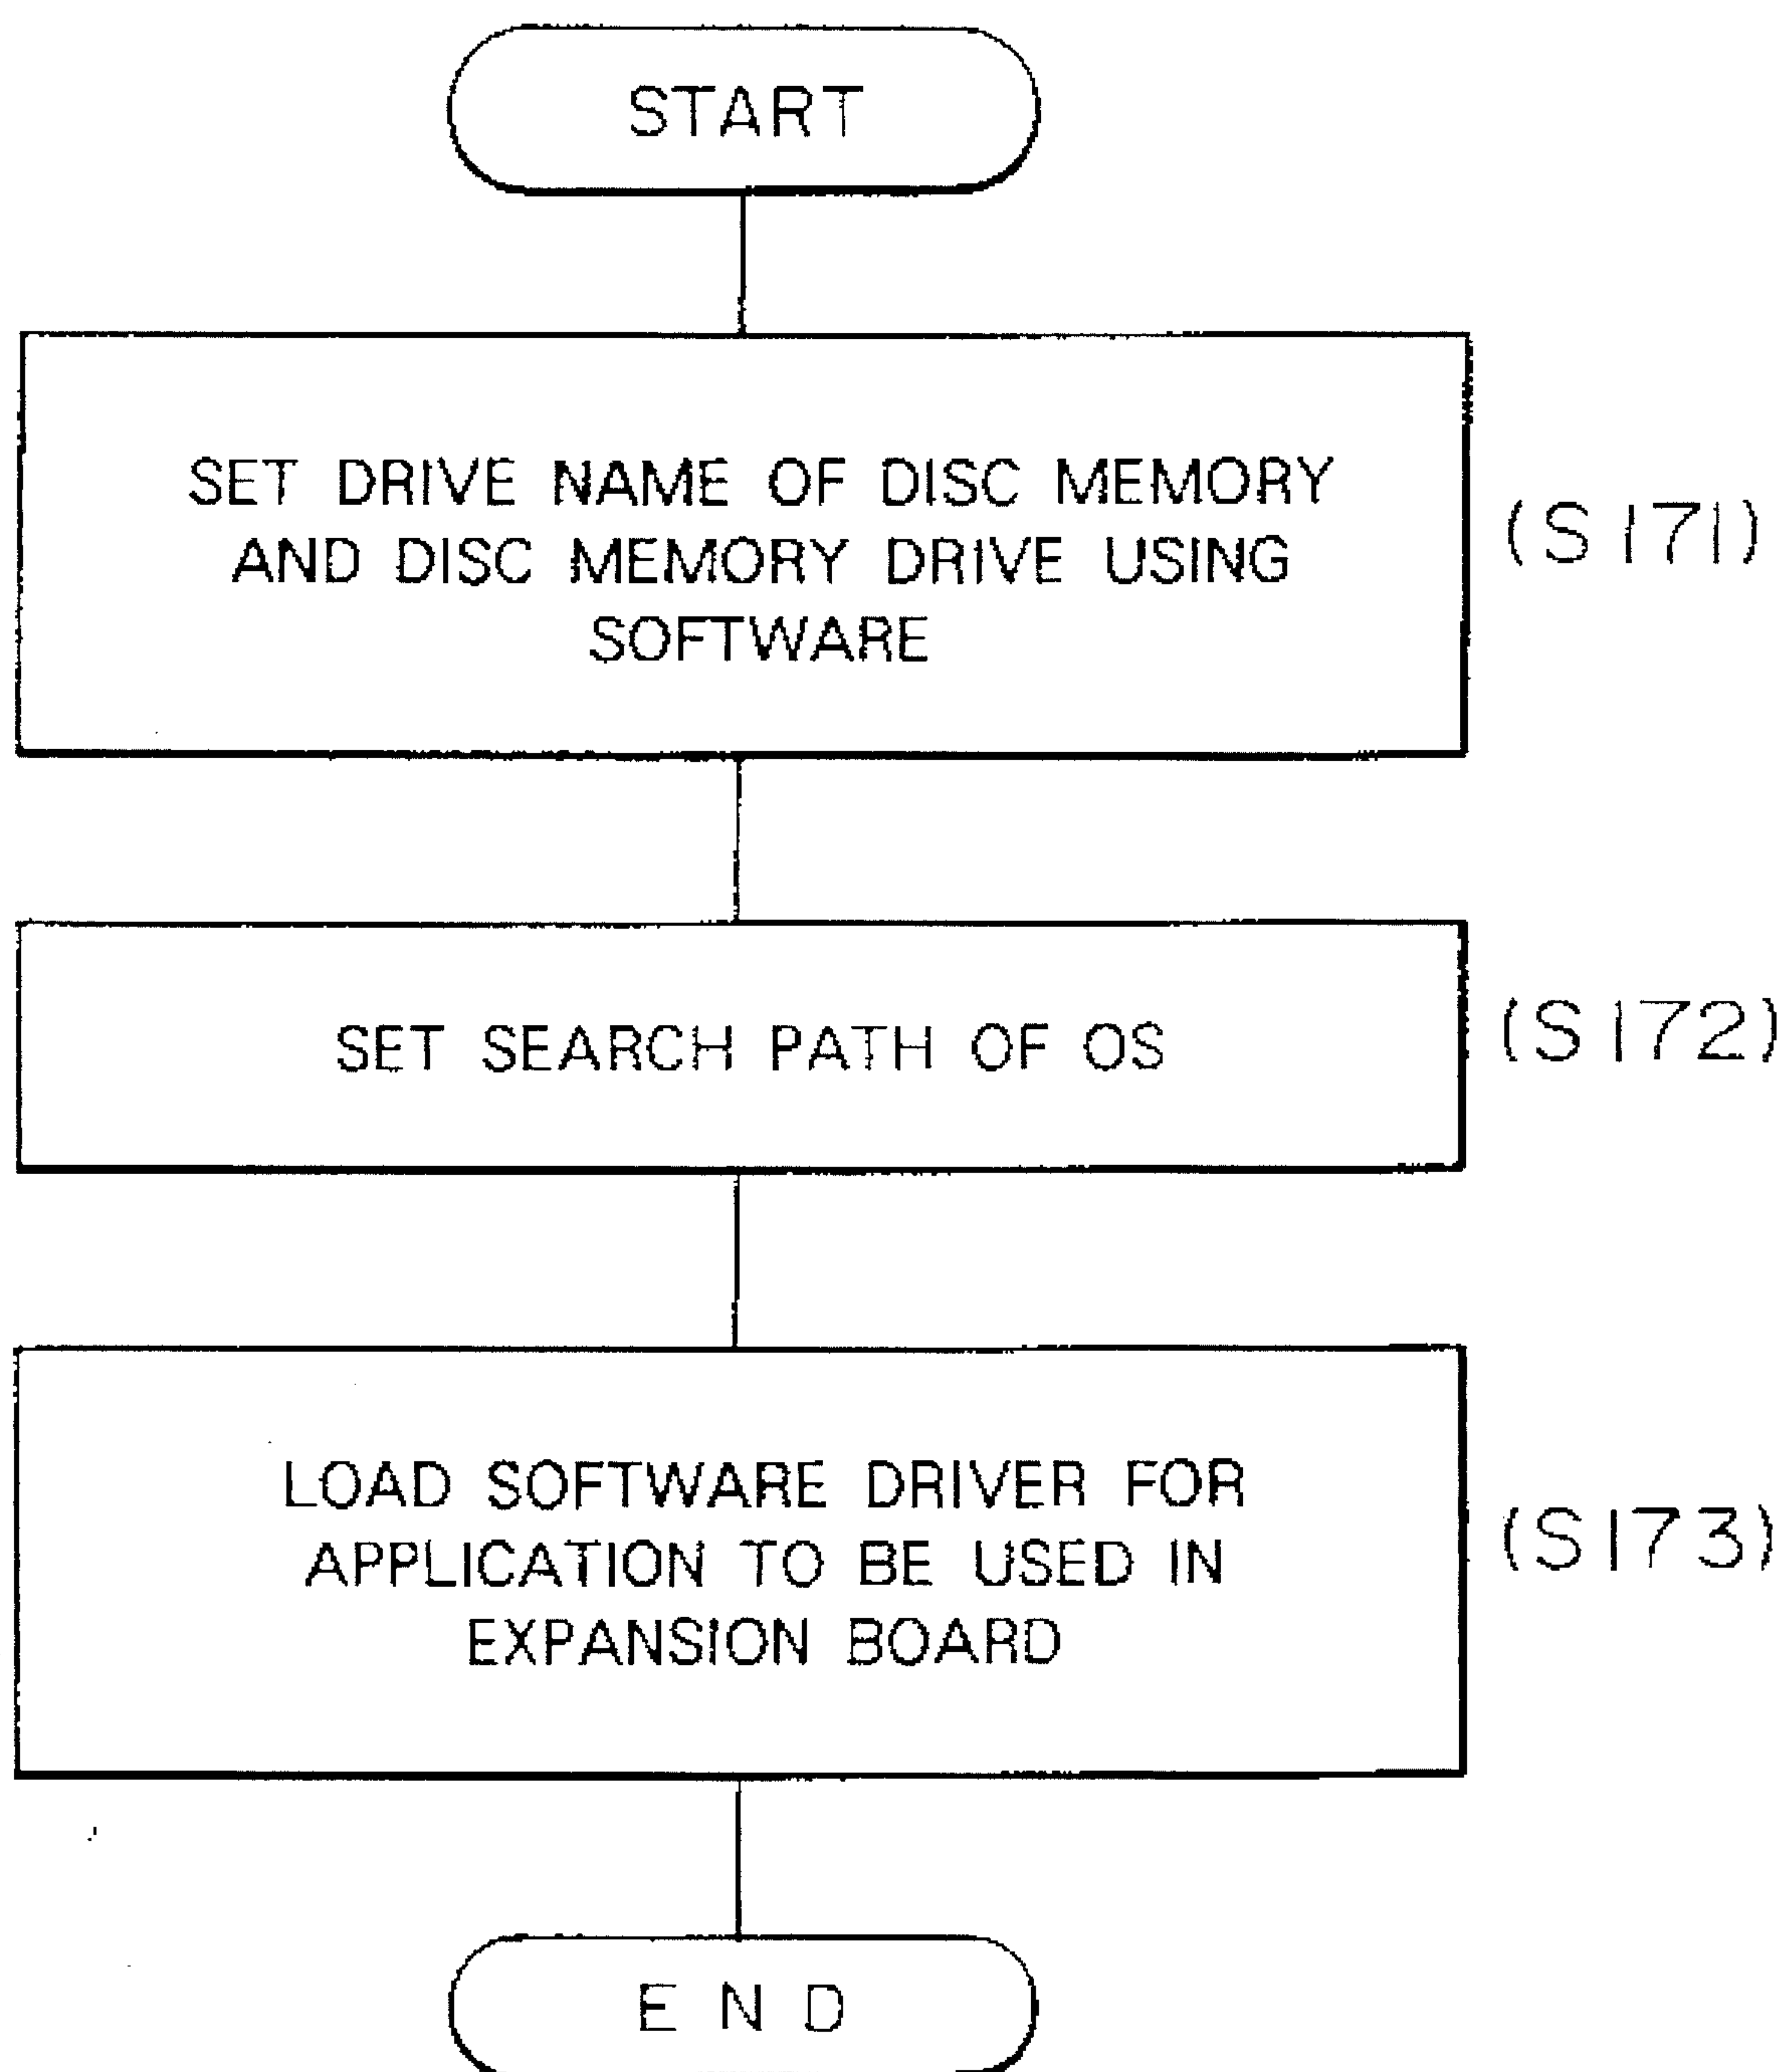 START
SET DRIVE NAME OF DISC MEMORY
AND DISC MEMORY DRIVE USING
SOFTWARE
(S171)
SET SEARCH PATH OF OS
(S172)
LOAD SOFTWARE DRIVER FOR
APPLICATION TO BE USED IN
EXPANSION BOARD
(S173)
END